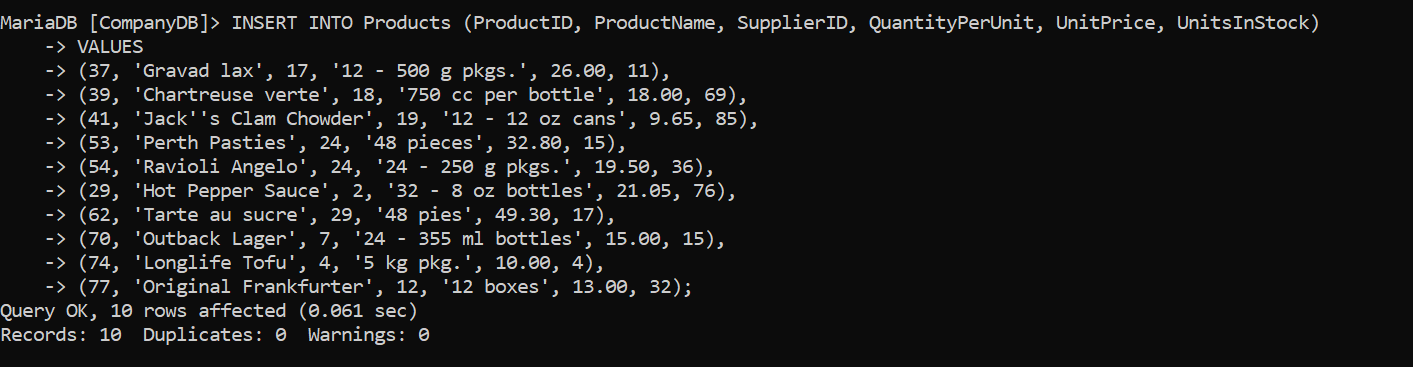 MariaDB [CompanyDB]> INSERT INTO Products (ProductID, ProductName, SupplierID, QuantityPerUnit, UnitPrice, UnitsInStock)
    -> VALUES
    -> (37, 'Gravad lax', 17, '12 - 500 g pkgs.', 26.00, 11),
    -> (39, 'Chartreuse verte', 18, '750 cc per bottle', 18.00, 69),
    -> (41, 'Jack''s Clam Chowder', 19, '12 - 12 oz cans', 9.65, 85),
    -> (53, 'Perth Pasties', 24, '48 pieces', 32.80, 15),
    -> (54, 'Ravioli Angelo', 24, '24 - 250 g pkgs.', 19.50, 36),
    -> (29, 'Hot Pepper Sauce', 2, '32 - 8 oz bottles', 21.05, 76),
    -> (62, 'Tarte au sucre', 29, '48 pies', 49.30, 17),
    -> (70, 'Outback Lager', 7, '24 - 355 ml bottles', 15.00, 15),
    -> (74, 'Longlife Tofu', 4, '5 kg pkg.', 10.00, 4),
    -> (77, 'Original Frankfurter', 12, '12 boxes', 13.00, 32);
Query OK, 10 rows affected (0.061 sec)
Records: 10  Duplicates: 0  Warnings: 0